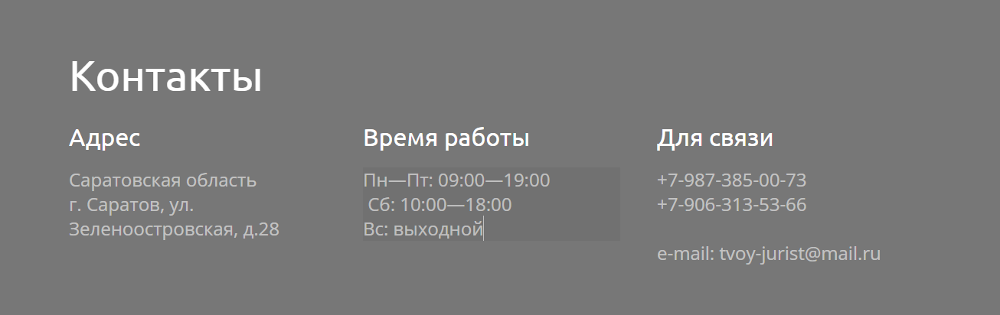 Контакты
Адрес
Саратовская область
г. Саратов, ул.
Зеленоостровская, д.28
Время работы
Пн—Пт: 09:00—19:00
Сб: 10:00—18:00
Вс: выходной
Для связи
+7-987-385-00-73
+7-906-313-53-66
e-mail: tvoy-jurist@mail.ru